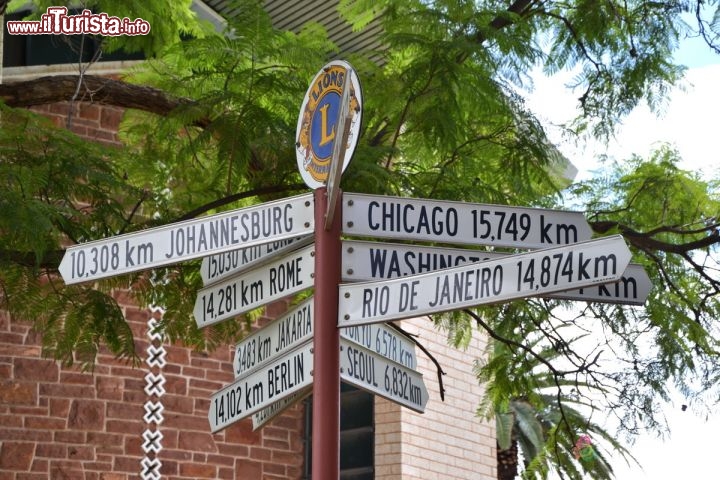 www.ilTurista.info
LIONS
L
10,308 km JOHANNESBURG
CHICAGO 15,749 km
15,030 km
14,281 km ROME
WASHINGTON km
RIO DE JANEIRO 14,874 km
3,483 km JAKARTA
TOKYO 6,578 km
14,102 km BERLIN
SEOUL 6,832 km